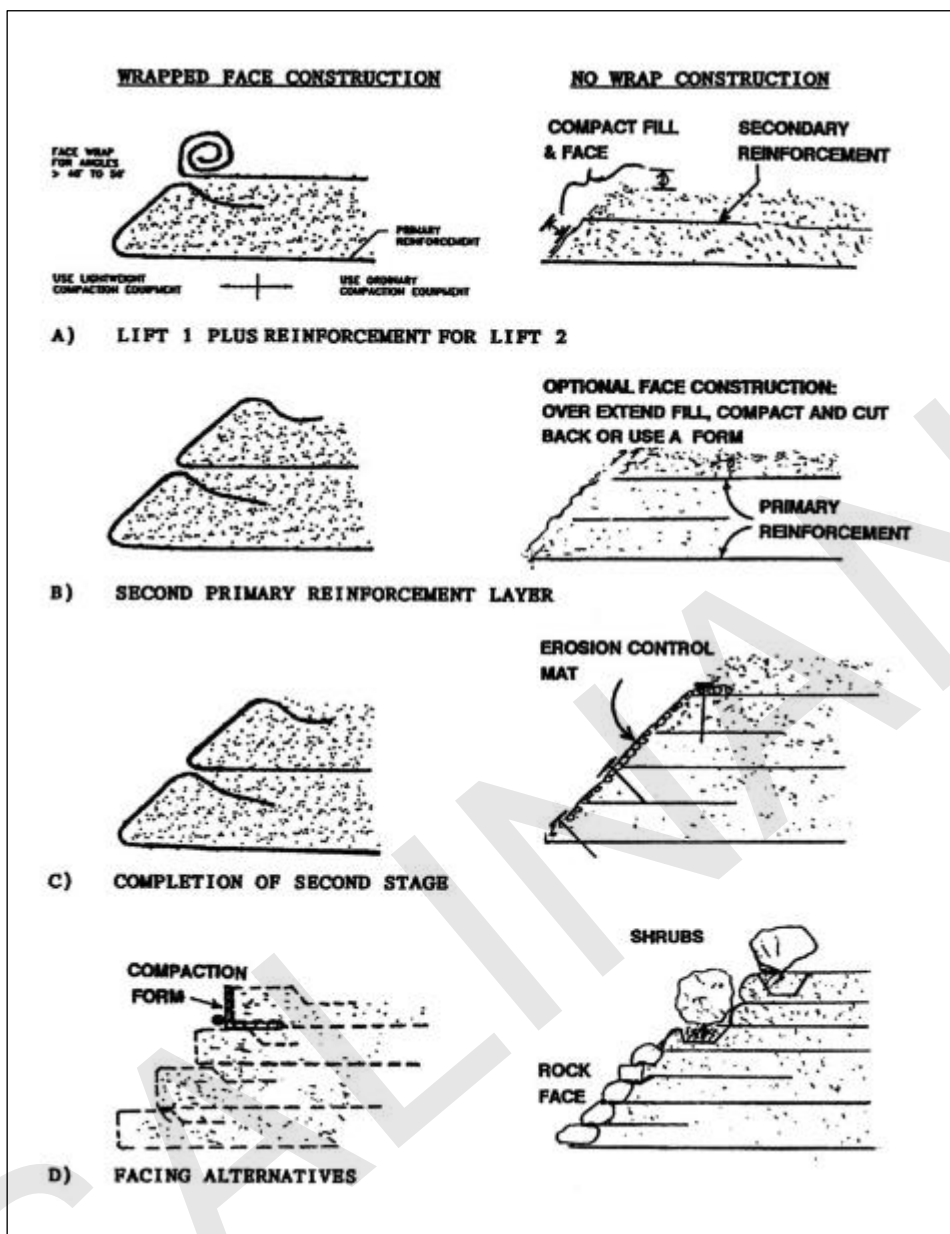 WRAPPED FACE CONSTRUCTION
NO WRAP CONSTRUCTION
FACE WRAP
FOR ANGLES
> 40° TO 50°
PRIMARY
REINFORCEMENT
USE LIGHTWEIGHT
COMPACTION EQUIPMENT
USE ORDINARY
COMPACTION EQUIPMENT
COMPACT FILL
& FACE
SECONDARY
REINFORCEMENT
A) LIFT 1 PLUS REINFORCEMENT FOR LIFT 2
OPTIONAL FACE CONSTRUCTION:
OVER EXTEND FILL, COMPACT AND CUT
BACK OR USE A FORM
PRIMARY
REINFORCEMENT
B) SECOND PRIMARY REINFORCEMENT LAYER
EROSION CONTROL
MAT
C) COMPLETION OF SECOND STAGE
COMPACTION
FORM
SHRUBS
ROCK
FACE
D) FACING ALTERNATIVES